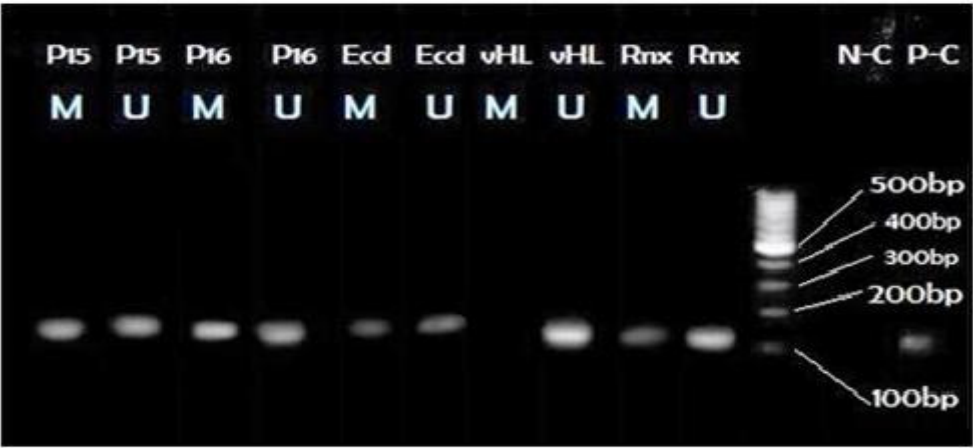 P15 P15 P16 P16 Ecd Ecd vHL vHL Rnx Rnx N-C P-C
M U M U M U M U M U
500bp
400bp
300bp
200bp
100bp